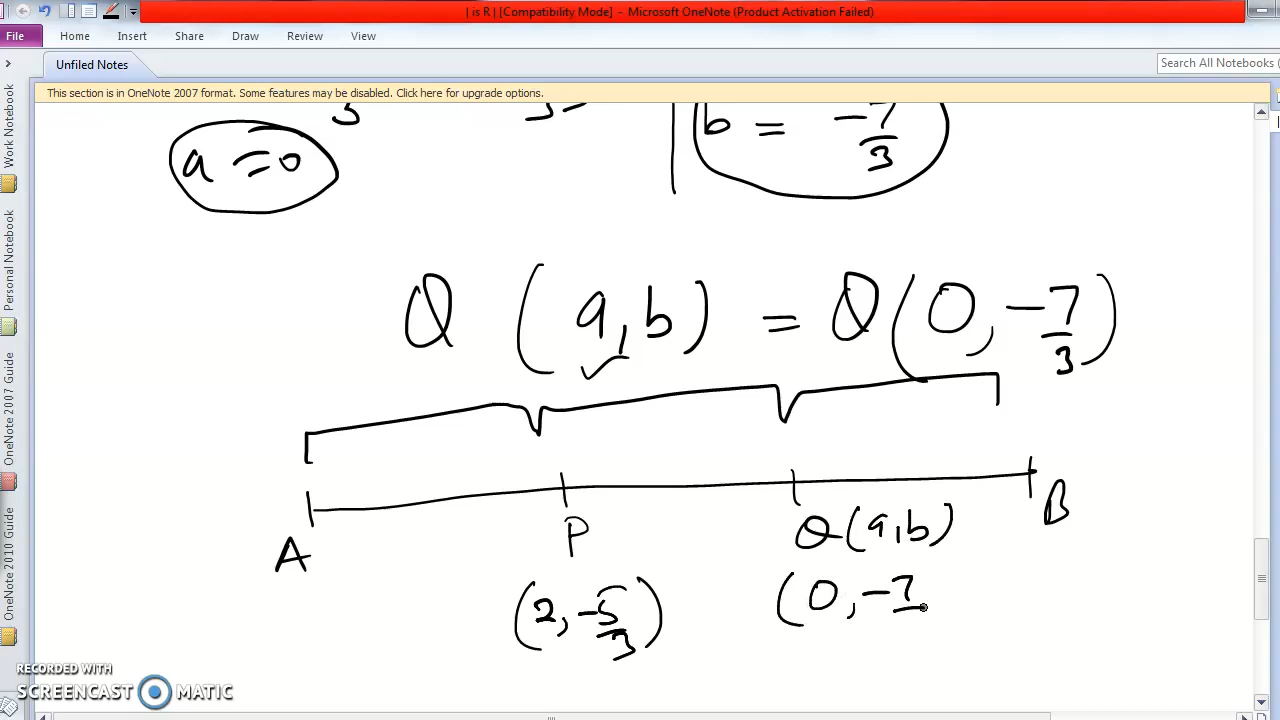 | is R | [Compatibility Mode] - Microsoft OneNote (Product Activation Failed)
File Home Insert Share Draw Review View
Unfiled Notes
Search All Notebooks (
This section is in OneNote 2007 format. Some features may be disabled. Click here for upgrade options.
Work Notebook
Personal Notebook
OneNote 2007 Guide
OneNote 2010 Guide
a = 0
b = -7/3
Q (a, b) = Q (0, -7/3)
A P Q (a, b) B
(2, -5/3) (0, -7
RECORDED WITH
SCREENCAST MATIC